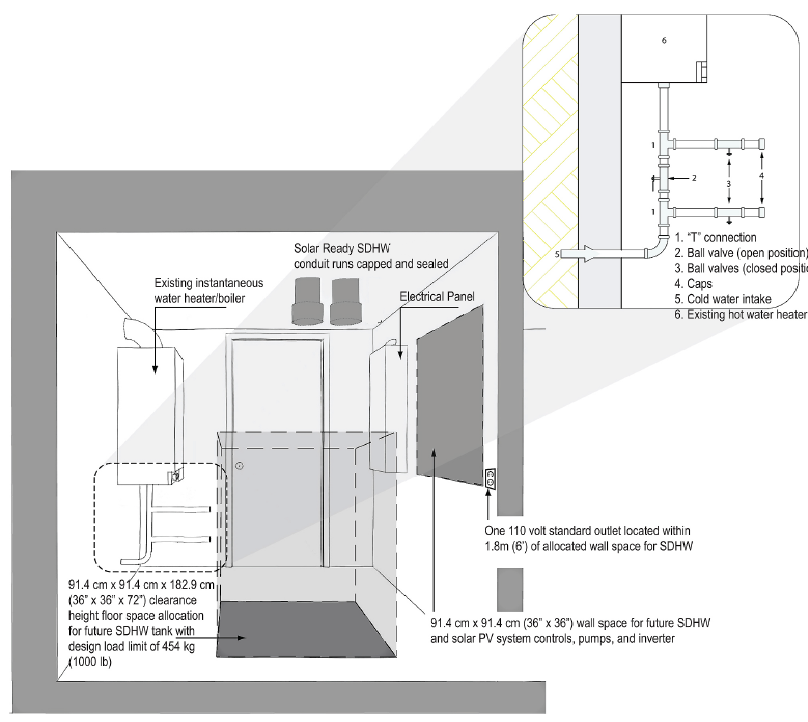 6
1
2
3
4
1
5
1. “T” connection
2. Ball valve (open position)
3. Ball valves (closed positi
4. Caps
5. Cold water intake
6. Existing hot water heater
Solar Ready SDHW
conduit runs capped and sealed
Existing instantaneous
water heater/boiler
Electrical Panel
One 110 volt standard outlet located within
1.8m (6') of allocated wall space for SDHW
91.4 cm x 91.4 cm x 182.9 cm
(36” x 36” x 72”) clearance
height floor space allocation
for future SDHW tank with
design load limit of 454 kg
(1000 lb)
91.4 cm x 91.4 cm (36” x 36”) wall space for future SDHW
and solar PV system controls, pumps, and inverter